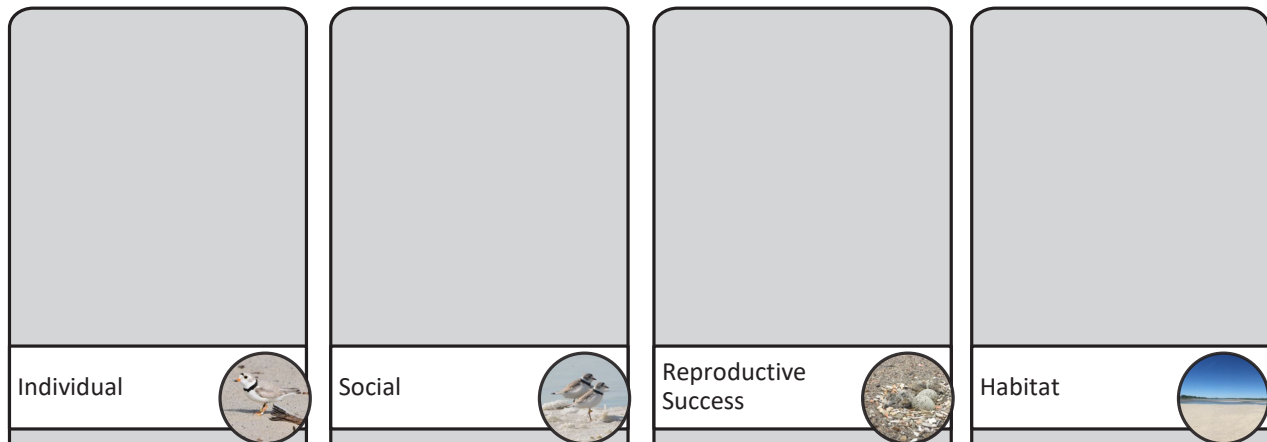 Individual
Social
Reproductive
Success
Habitat